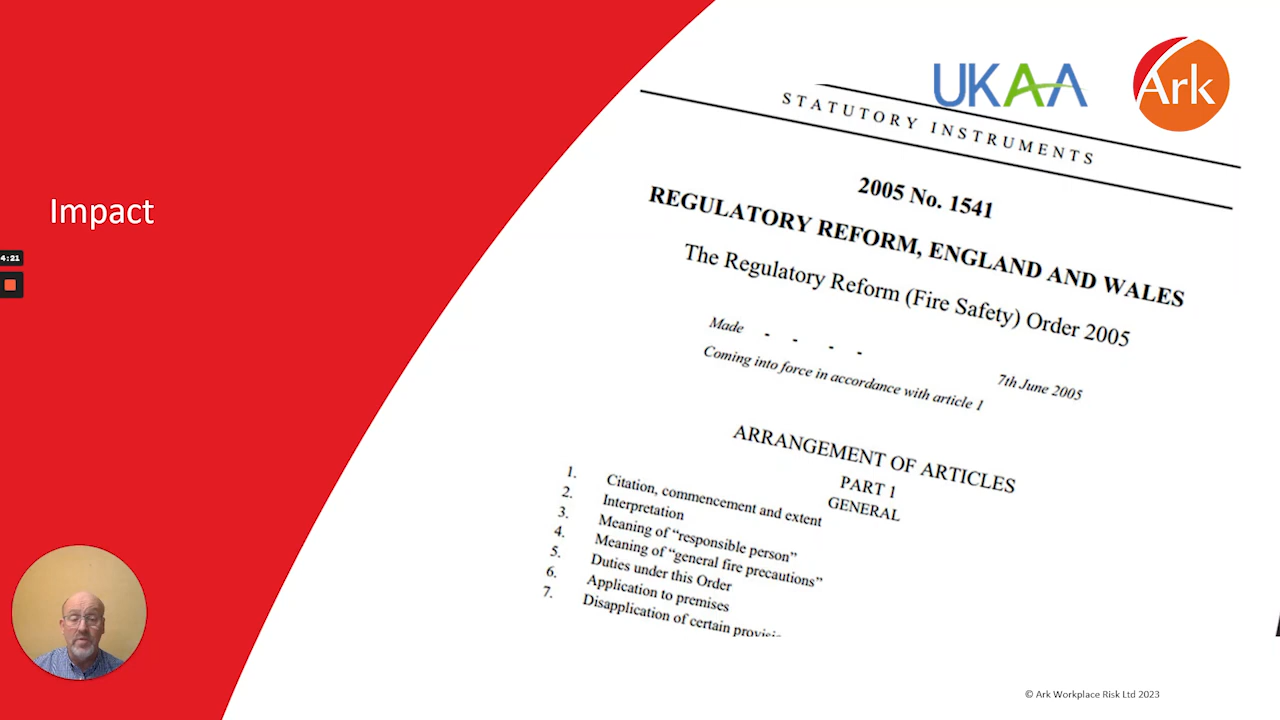 UKAA
Ark
STATUTORY INSTRUMENTS
2005 No. 1541
REGULATORY REFORM, ENGLAND AND WALES
The Regulatory Reform (Fire Safety) Order 2005
Made - - - -
7th June 2005
Coming into force in accordance with article 1
ARRANGEMENT OF ARTICLES
PART 1
GENERAL
1. Citation, commencement and extent
2. Interpretation
3. Meaning of “responsible person”
4. Meaning of “general fire precautions”
5. Duties under this Order
6. Application to premises
7. Disapplication of certain
Impact
4:21
© Ark Workplace Risk Ltd 2023